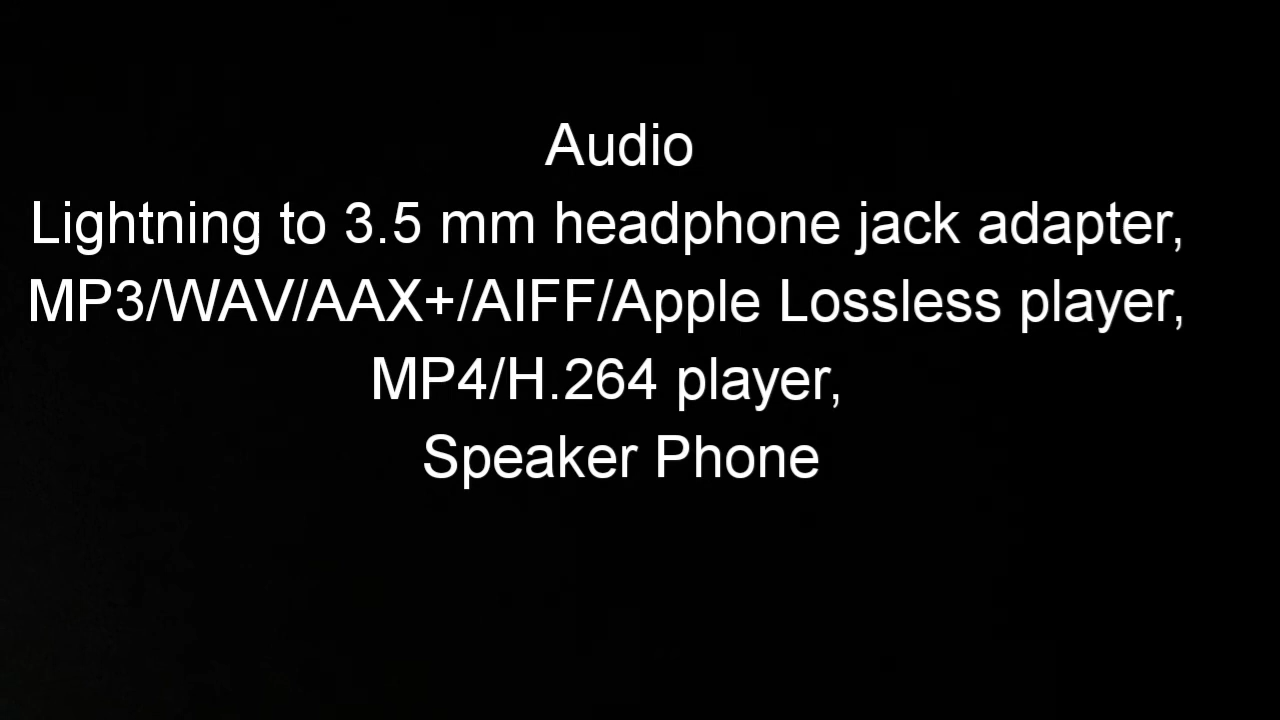 Audio
Lightning to 3.5 mm headphone jack adapter,
MP3/WAV/AAX+/AIFF/Apple Lossless player,
MP4/H.264 player,
Speaker Phone